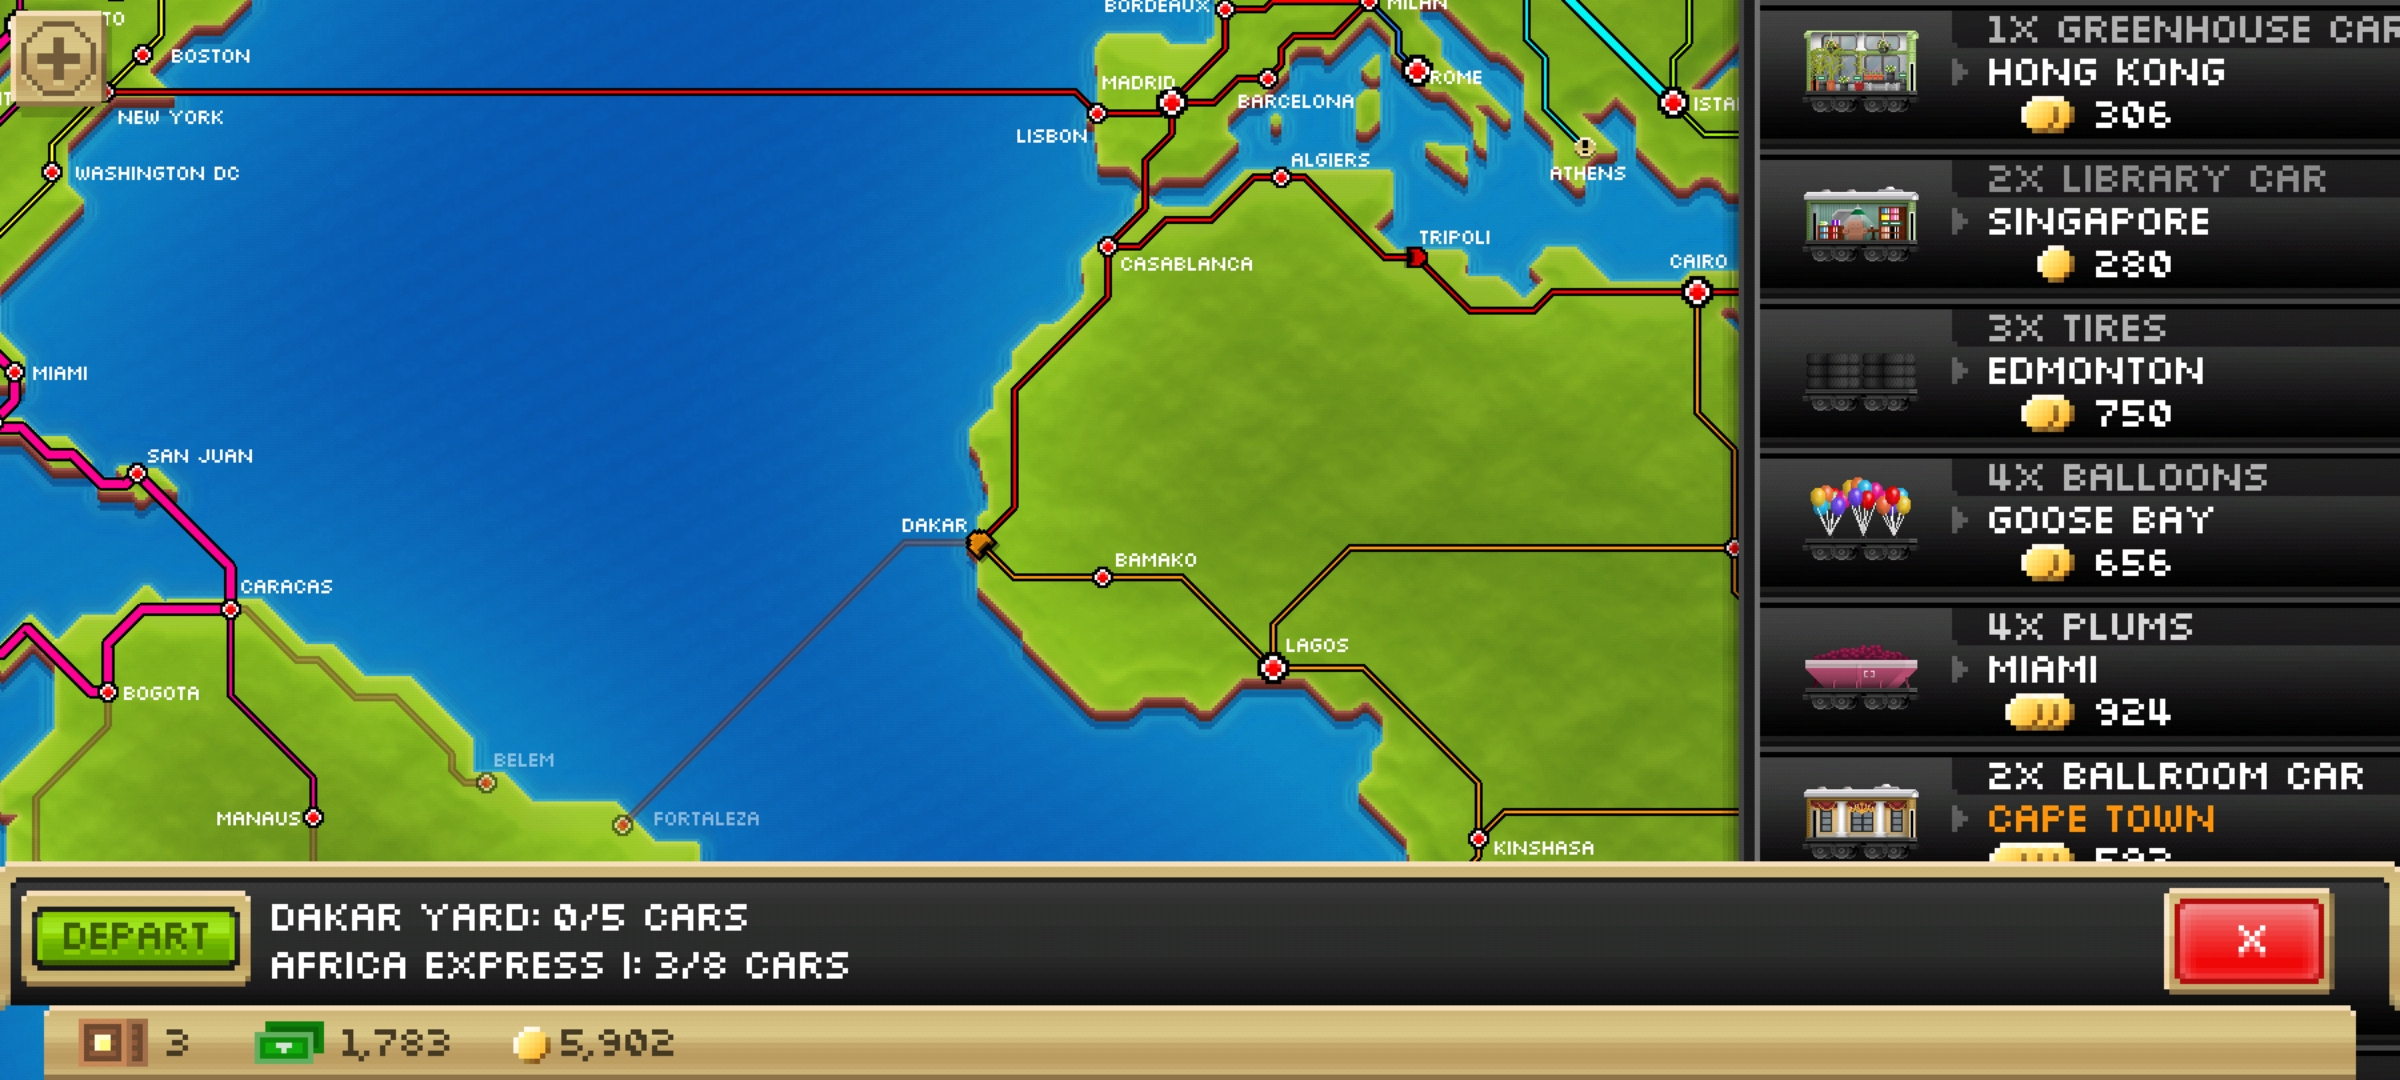 TO
BOSTON
NEW YORK
WASHINGTON DC
MIAMI
SAN JUAN
CARACAS
BOGOTA
MANAUS
BELEM
FORTALEZA
BORDEAUX
MILAN
MADRID
ROME
BARCELONA
LISBON
ISTA
ALGIERS
ATHENS
TRIPOLI
CASABLANCA
CAIRO
DAKAR
BAMAKO
LAGOS
KINSHASA
1X GREENHOUSE CAR
HONG KONG
306
2X LIBRARY CAR
SINGAPORE
280
3X TIRES
EDMONTON
750
4X BALLOONS
GOOSE BAY
656
4X PLUMS
MIAMI
924
2X BALLROOM CAR
CAPE TOWN
DEPART
DAKAR YARD: 0/5 CARS
AFRICA EXPRESS I: 3/8 CARS
X
3
1,783
5,902